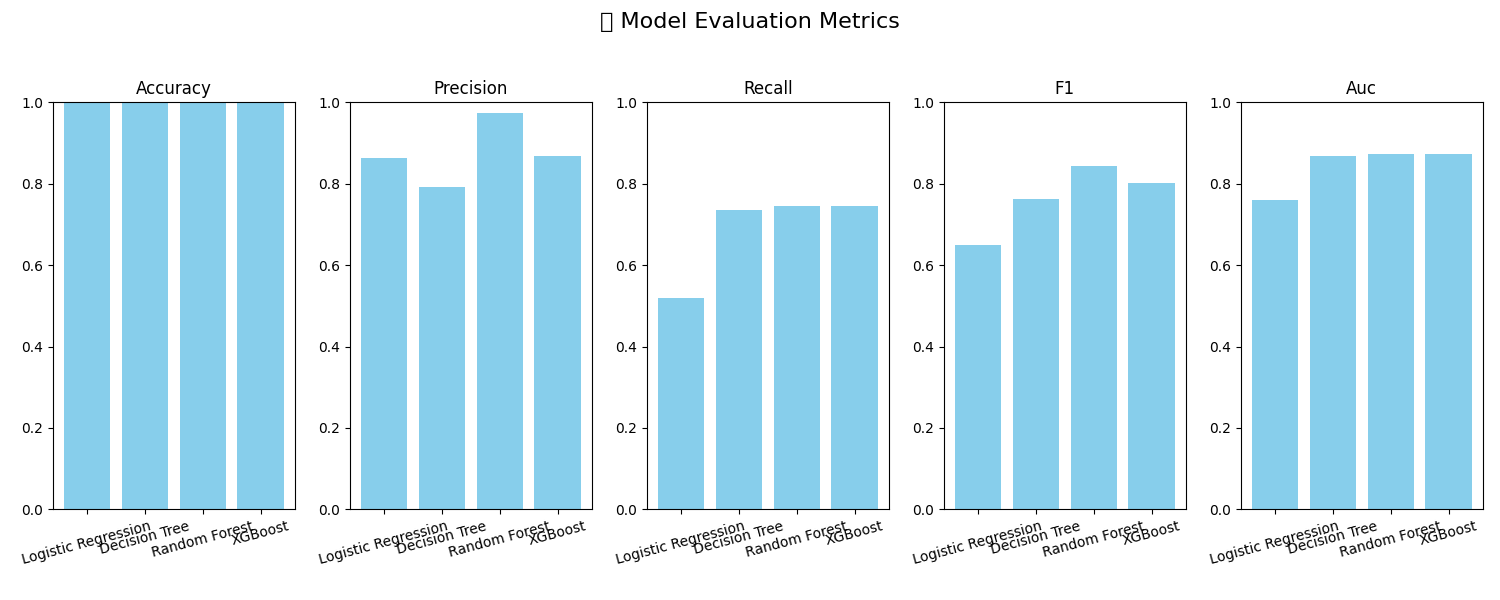 Model Evaluation Metrics
Accuracy
1.0
0.8
0.6
0.4
0.2
0.0
Logistic Regression
Decision Tree
Random Forest
XGBoost
Precision
1.0
0.8
0.6
0.4
0.2
0.0
Logistic Regression
Decision Tree
Random Forest
XGBoost
Recall
1.0
0.8
0.6
0.4
0.2
0.0
Logistic Regression
Decision Tree
Random Forest
XGBoost
F1
1.0
0.8
0.6
0.4
0.2
0.0
Logistic Regression
Decision Tree
Random Forest
XGBoost
Auc
1.0
0.8
0.6
0.4
0.2
0.0
Logistic Regression
Decision Tree
Random Forest
XGBoost